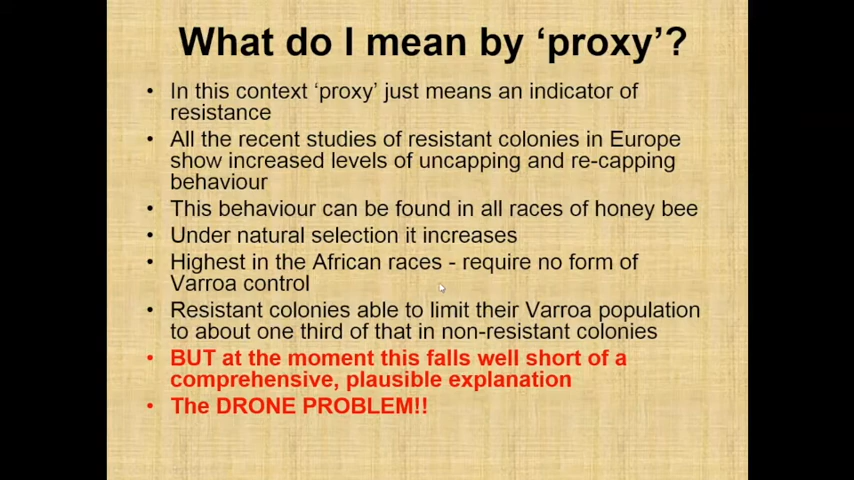 What do I mean by ‘proxy’?
• In this context ‘proxy’ just means an indicator of
resistance
• All the recent studies of resistant colonies in Europe
show increased levels of uncapping and re-capping
behaviour
• This behaviour can be found in all races of honey bee
• Under natural selection it increases
• Highest in the African races - require no form of
Varroa control
• Resistant colonies able to limit their Varroa population
to about one third of that in non-resistant colonies
• BUT at the moment this falls well short of a
comprehensive, plausible explanation
• The DRONE PROBLEM!!